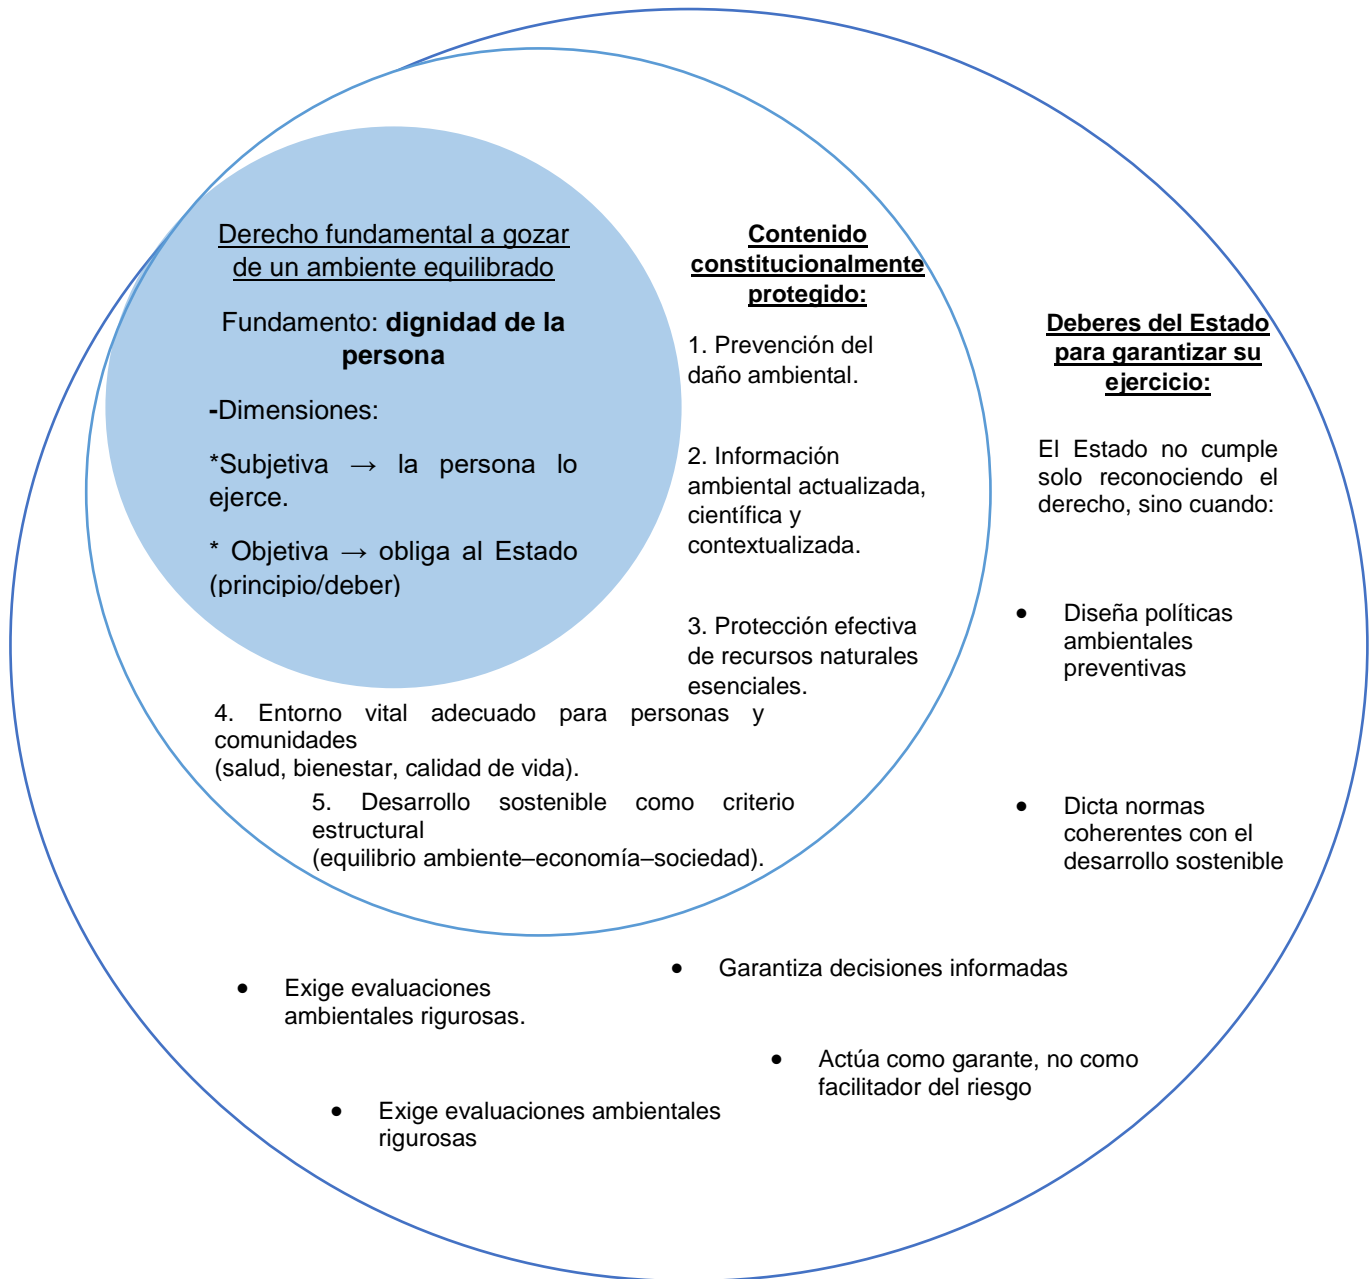 Derecho fundamental a gozar
de un ambiente equilibrado
Fundamento: dignidad de la
persona
-Dimensiones:
*Subjetiva → la persona lo
ejerce.
* Objetiva → obliga al Estado
(principio/deber)
Contenido
constitucionalmente
protegido:
1. Prevención del
daño ambiental.
2. Información
ambiental actualizada,
científica y
contextualizada.
3. Protección efectiva
de recursos naturales
esenciales.
4. Entorno vital adecuado para personas y
comunidades
(salud, bienestar, calidad de vida).
5. Desarrollo sostenible como criterio
estructural
(equilibrio ambiente–economía–sociedad).
Deberes del Estado
para garantizar su
ejercicio:
El Estado no cumple
solo reconociendo el
derecho, sino cuando:
• Diseña políticas
ambientales
preventivas
• Dicta normas
coherentes con el
desarrollo sostenible
• Garantiza decisiones informadas
• Exige evaluaciones
ambientales rigurosas.
• Actúa como garante, no como
facilitador del riesgo
• Exige evaluaciones ambientales
rigurosas